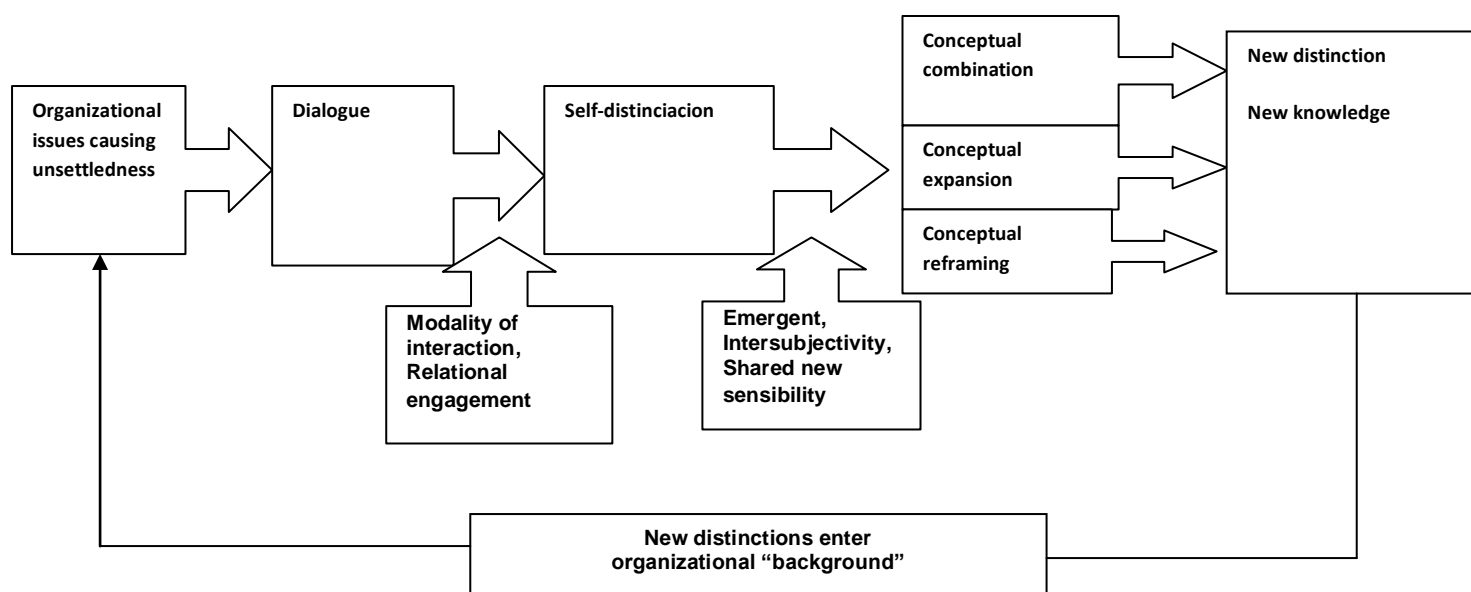 Organizational
issues causing
unsettledness
Dialogue
Self-distinciacion
Conceptual
combination
Conceptual
expansion
Conceptual
reframing
New distinction
New knowledge
Modality of
interaction,
Relational
engagement
Emergent,
Intersubjectivity,
Shared new
sensibility
New distinctions enter
organizational “background”